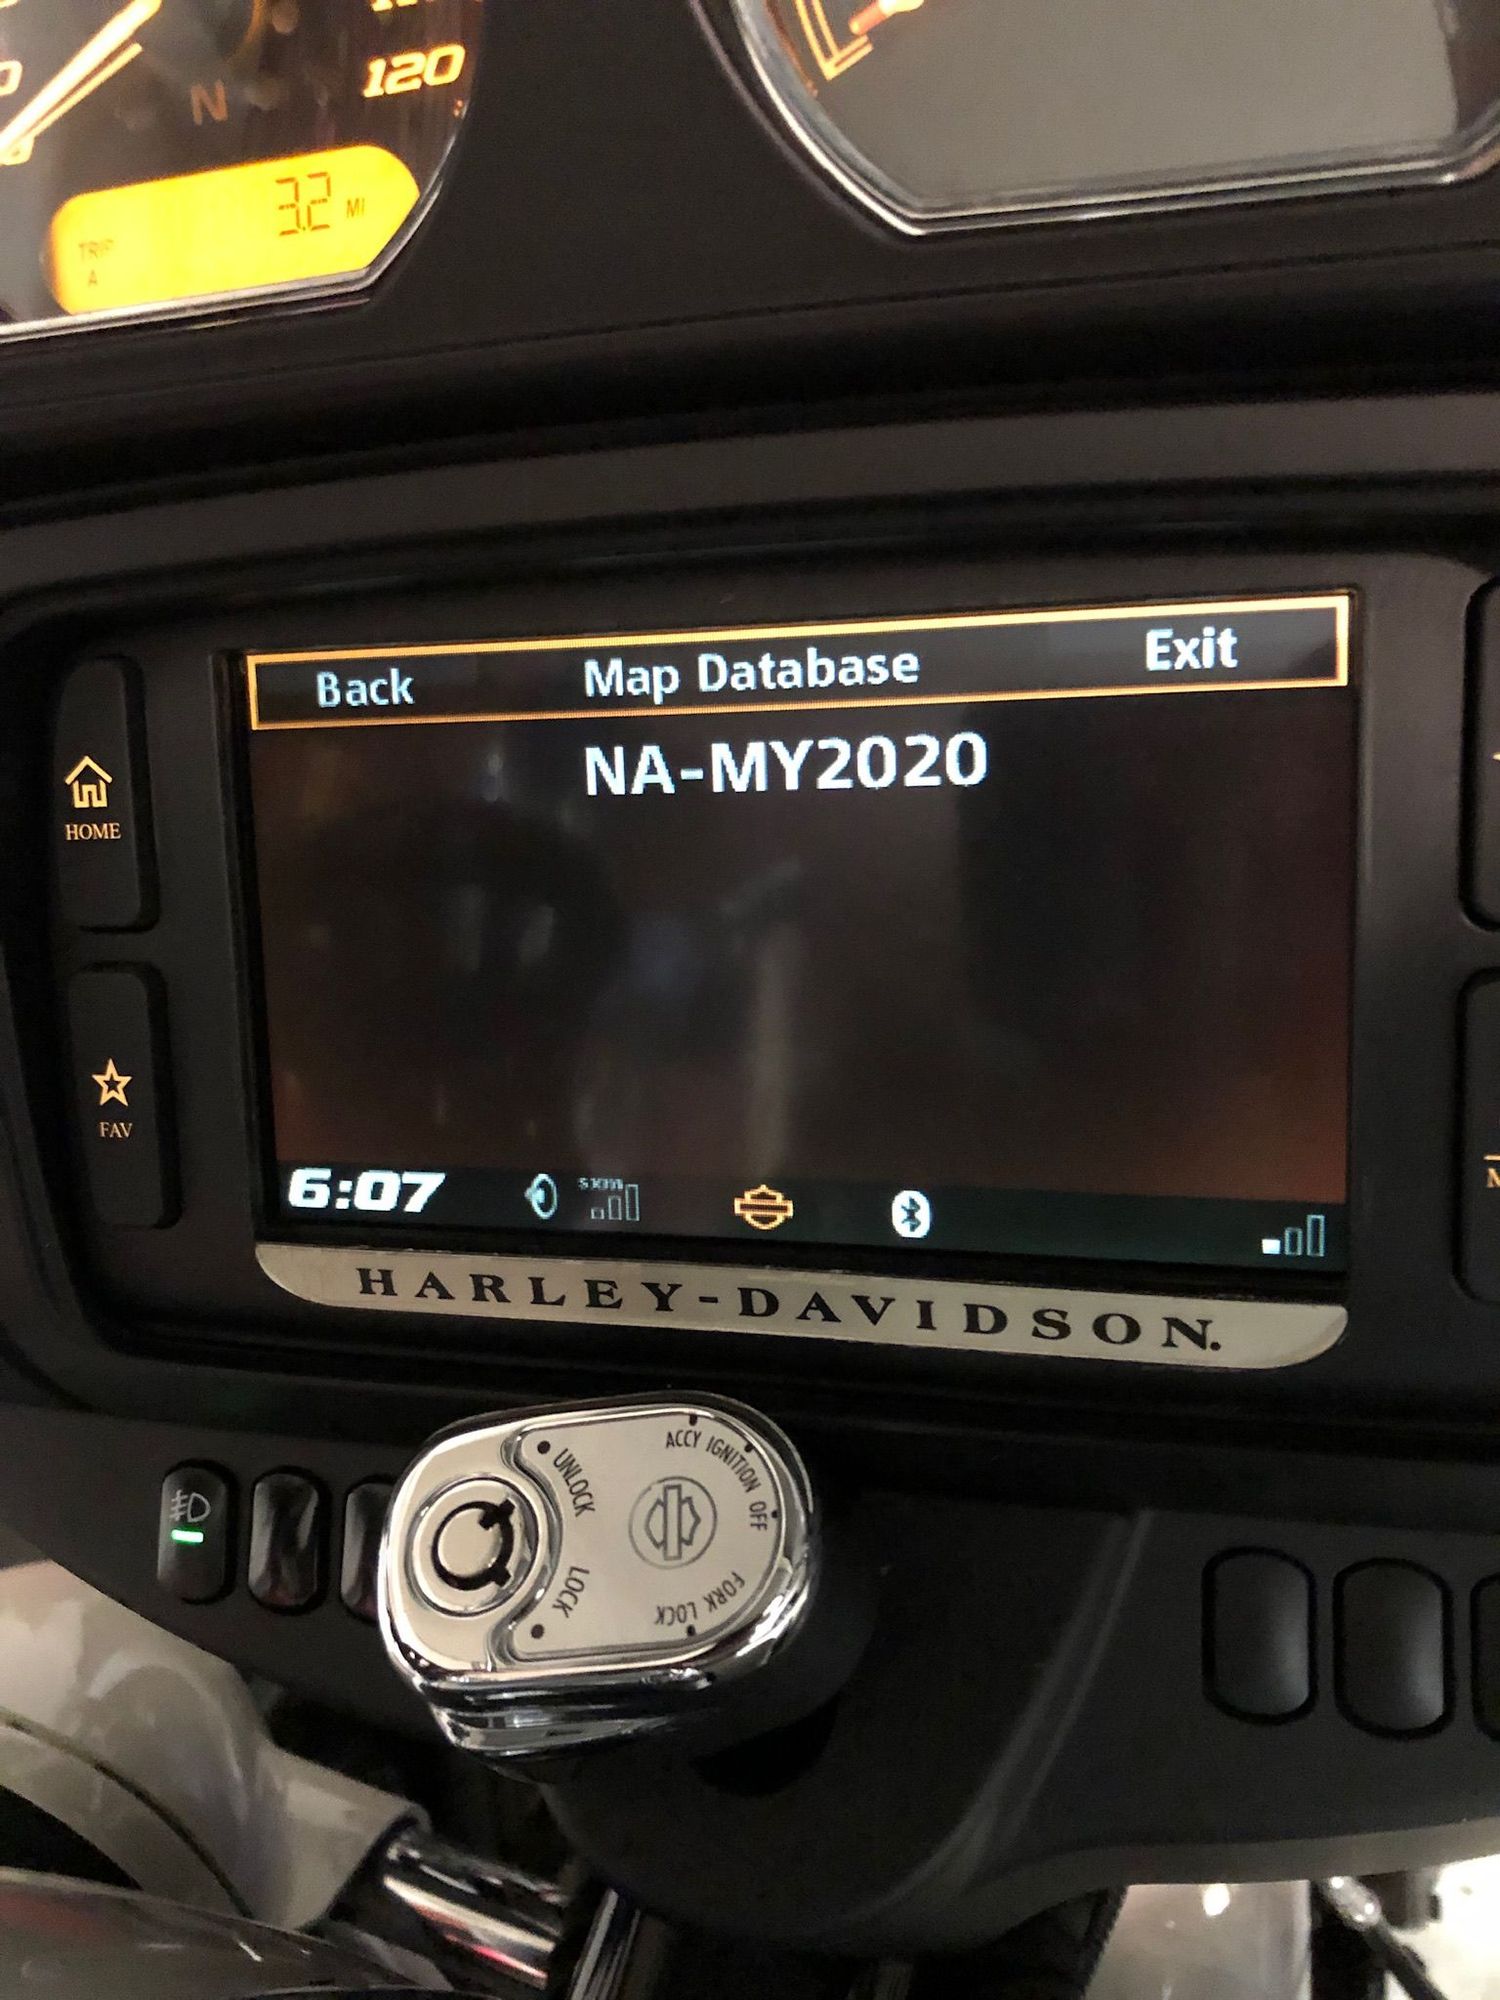 120
N
3.2 MI
TRIP
A
Back Map Database Exit
NA-MY2020
HOME
FAV
6:07 sxm
HARLEY-DAVIDSON.
ACCY IGNITION OFF
UNLOCK
LOCK
FORK LOCK